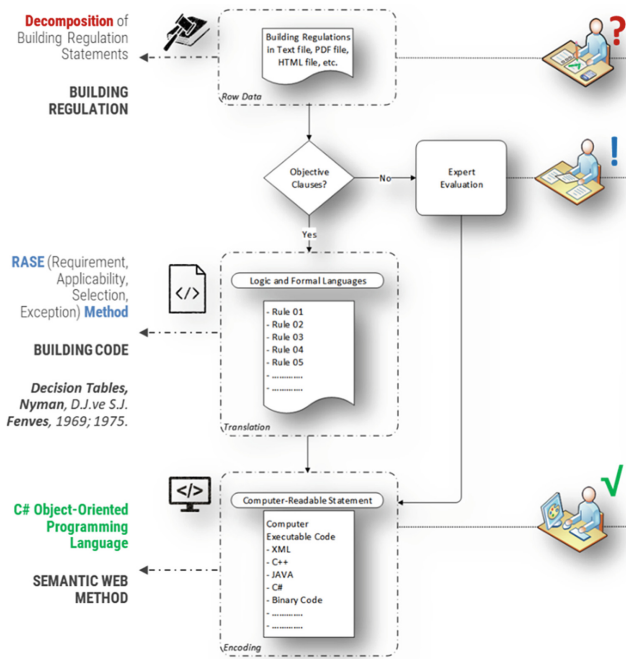 Decomposition of
Building Regulation
Statements
BUILDING
REGULATION
Building Regulations
in Text file, PDF file,
HTML file, etc.
Row Data
?
Objective
Clauses?
No
Expert
Evaluation
!
Yes
RASE (Requirement,
Applicability,
Selection,
Exception) Method
BUILDING CODE
Decision Tables,
Nyman, D.J.ve S.J.
Fenves, 1969; 1975.
</>
Logic and Formal Languages
- Rule 01
- Rule 02
- Rule 03
- Rule 04
- Rule 05
- ............
- ............
Translation
C# Object-Oriented
Programming
Language
SEMANTIC WEB
METHOD
</>
Computer-Readable Statement
Computer
Executable Code
- XML
- C++
- JAVA
- C#
- Binary Code
- ............
- ............
Encoding
√